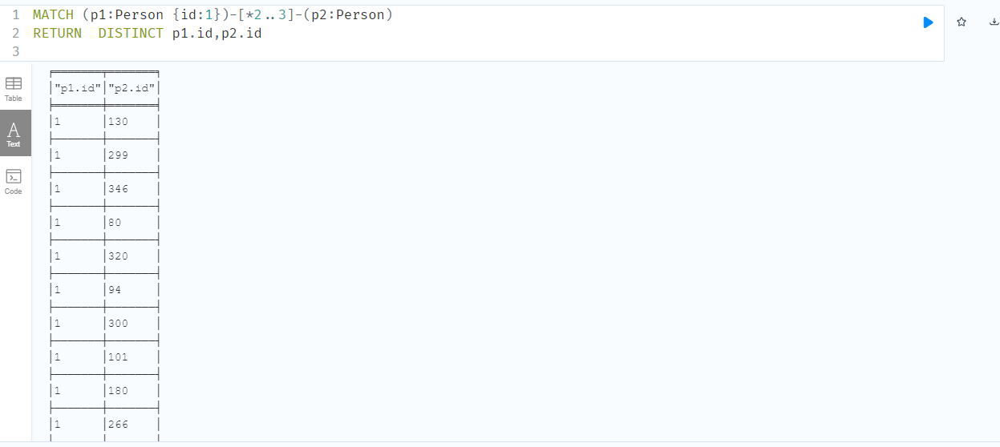 1 MATCH (p1:Person {id:1})-[*2..3]-(p2:Person)
2 RETURN  DISTINCT p1.id,p2.id
3
"p1.id" "p2.id"
Table
1 130
A
Text
1 299
Code
1 346
1 80
1 320
1 94
1 300
1 101
1 180
1 266